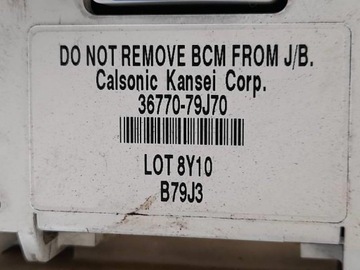 DO NOT REMOVE BCM FROM J/B.
Calsonic Kansei Corp.
36770-79J70
LOT 8Y10
B79J3